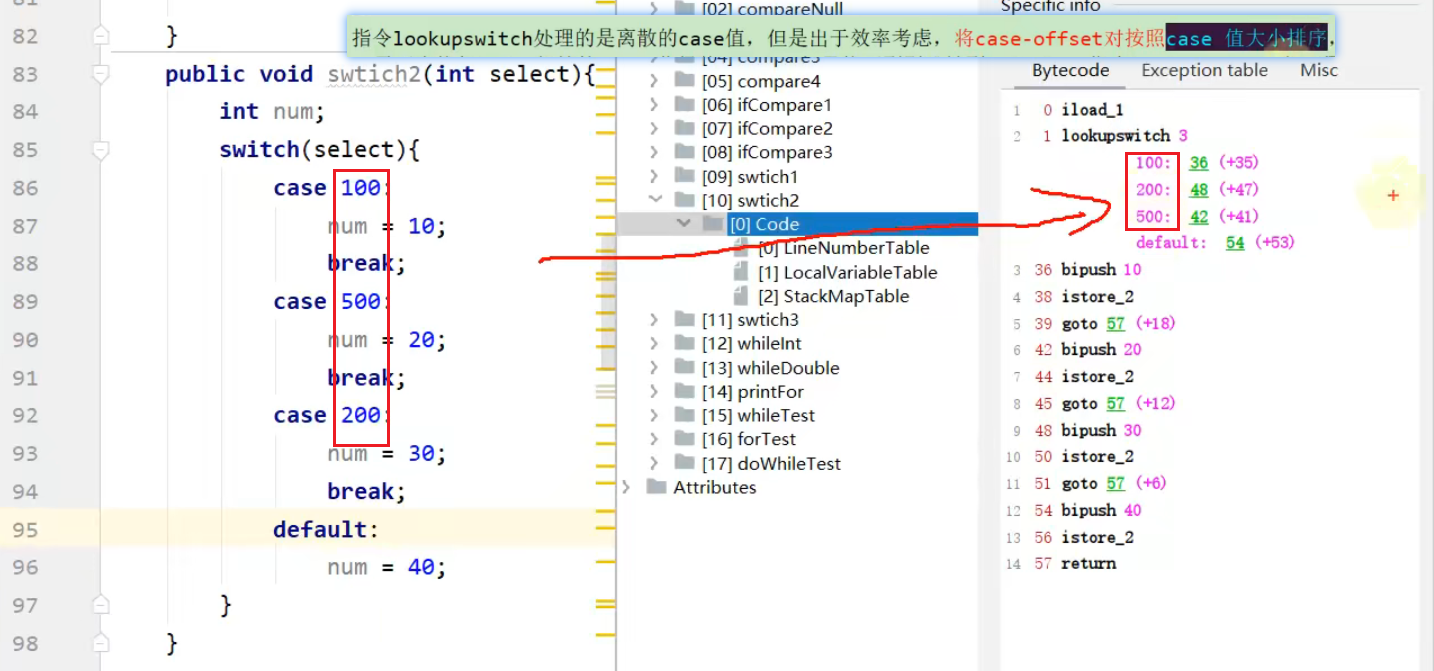 指令lookupswitch处理的是离散的case值，但是出于效率考虑，将case-offset对按照case 值大小排序，
82 }
83 public void swtich2(int select){
84 int num;
85 switch(select){
86 case 100:
87 num = 10;
88 break;
89 case 500:
90 num = 20;
91 break;
92 case 200:
93 num = 30;
94 break;
95 default:
96 num = 40;
97 }
98 }
[02] compareNull
[04] compare3
[05] compare4
[06] ifCompare1
[07] ifCompare2
[08] ifCompare3
[09] swtich1
[10] swtich2
[0] Code
[0] LineNumberTable
[1] LocalVariableTable
[2] StackMapTable
[11] swtich3
[12] whileInt
[13] whileDouble
[14] printFor
[15] whileTest
[16] forTest
[17] doWhileTest
Attributes
Specific info
Bytecode Exception table Misc
1 0 iload_1
2 1 lookupswitch 3
100: 36 (+35)
200: 48 (+47)
500: 42 (+41)
default: 54 (+53)
3 36 bipush 10
4 38 istore_2
5 39 goto 57 (+18)
6 42 bipush 20
7 44 istore_2
8 45 goto 57 (+12)
9 48 bipush 30
10 50 istore_2
11 51 goto 57 (+6)
12 54 bipush 40
13 56 istore_2
14 57 return